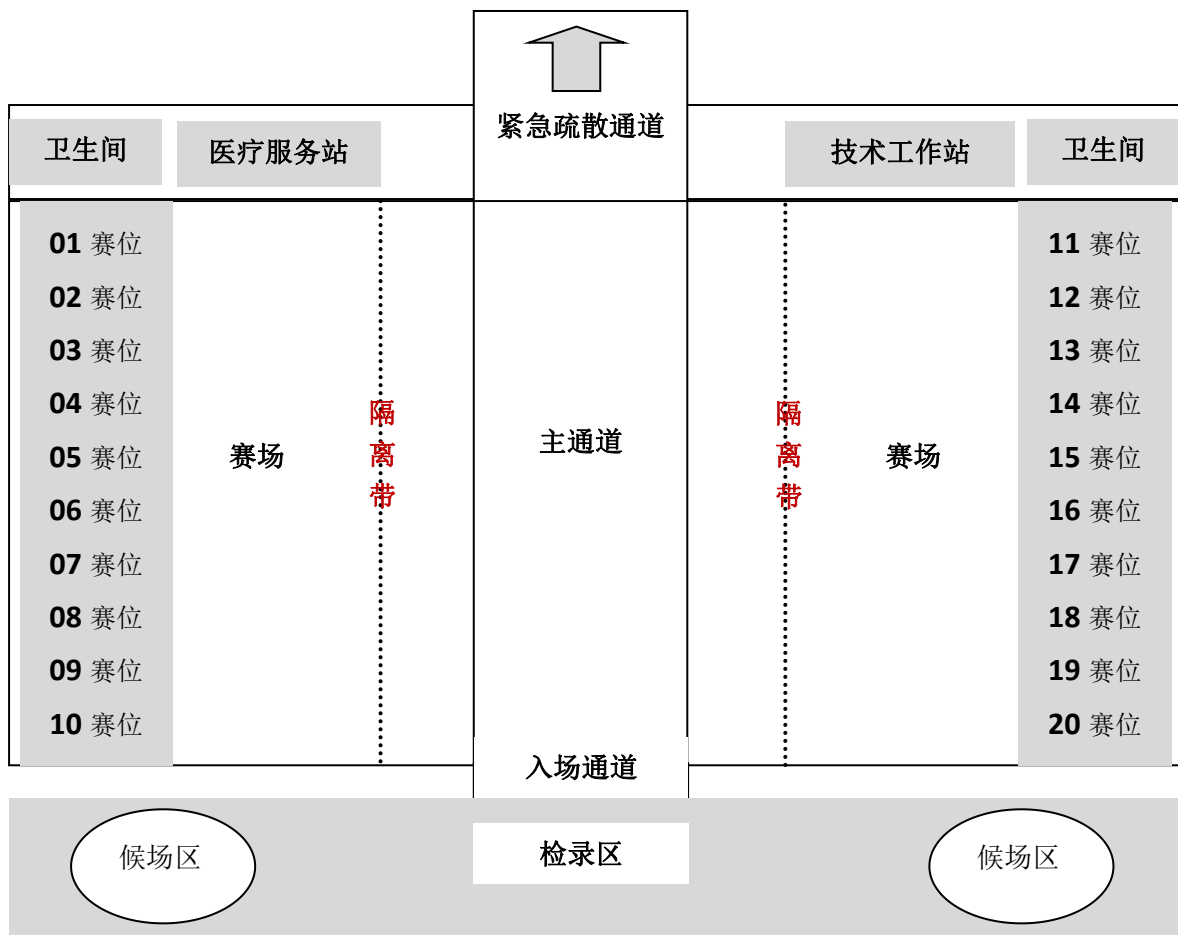 紧急疏散通道
卫生间
医疗服务站
技术工作站
卫生间
01 赛位
02 赛位
03 赛位
04 赛位
05 赛位
06 赛位
07 赛位
08 赛位
09 赛位
10 赛位
赛场
隔
离
带
主通道
隔
离
带
赛场
11 赛位
12 赛位
13 赛位
14 赛位
15 赛位
16 赛位
17 赛位
18 赛位
19 赛位
20 赛位
入场通道
候场区
检录区
候场区